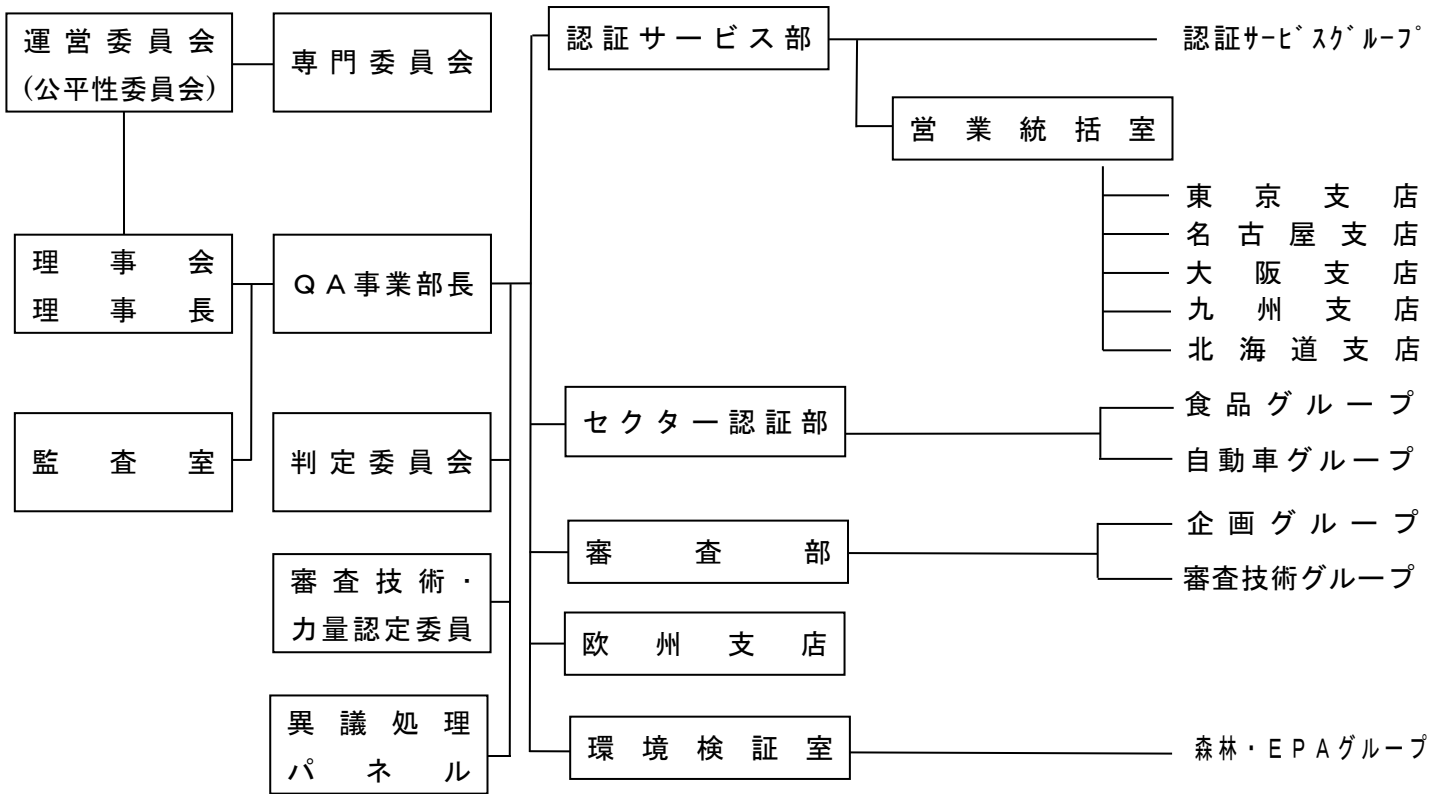 運営委員会
(公平性委員会)
専門委員会
認証サービス部
認証ｻｰﾋﾞｽｸﾞﾙｰﾌﾟ
営業統括室
東京支店
名古屋支店
大阪支店
九州支店
北海道支店
理事会
理事長
ＱＡ事業部長
監査室
判定委員会
セクター認証部
食品グループ
自動車グループ
審査技術・
力量認定委員
審査部
企画グループ
審査技術グループ
欧州支店
異議処理
パネル
環境検証室
森林・ＥＰＡグループ